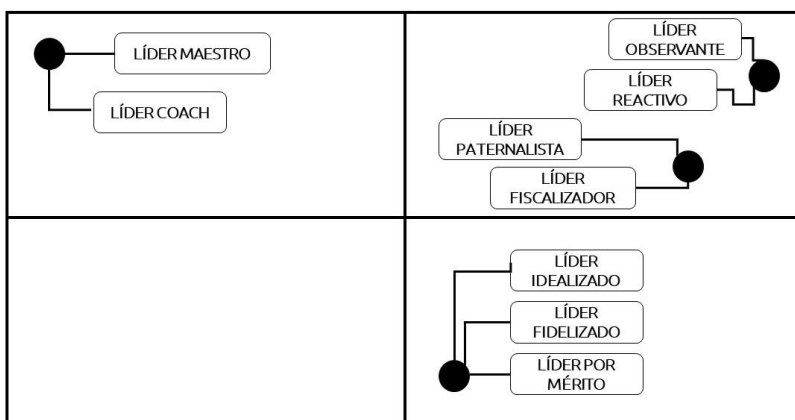 LÍDER MAESTRO
LÍDER COACH
LÍDER
OBSERVANTE
LÍDER
REACTIVO
LÍDER
PATERNALISTA
LÍDER
FISCALIZADOR
LÍDER
IDEALIZADO
LÍDER
FIDELIZADO
LÍDER POR
MÉRITO